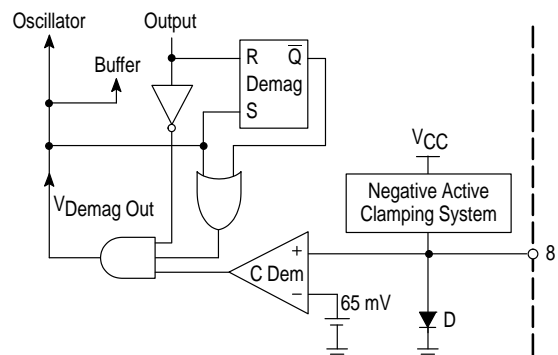 Oscillator
Output
Buffer
R Q̅
Demag
S
VCC
Negative Active
Clamping System
VDemag Out
8
+
C Dem
–
65 mV
D